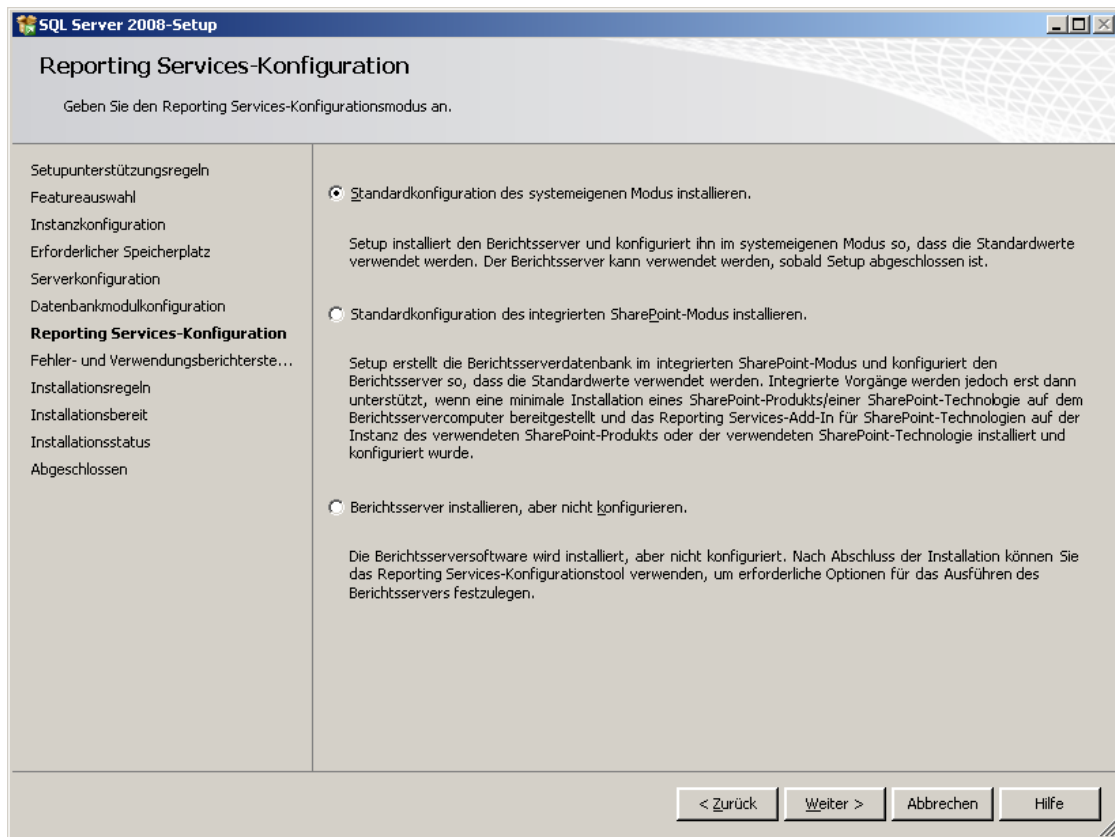 SQL Server 2008-Setup
Reporting Services-Konfiguration
Geben Sie den Reporting Services-Konfigurationsmodus an.
Setupunterstützungsregeln
Featureauswahl
Instanzkonfiguration
Erforderlicher Speicherplatz
Serverkonfiguration
Datenbankmodulkonfiguration
Reporting Services-Konfiguration
Fehler- und Verwendungsberichterste...
Installationsregeln
Installationsbereit
Installationsstatus
Abgeschlossen
Standardkonfiguration des systemeigenen Modus installieren.
Setup installiert den Berichtsserver und konfiguriert ihn im systemeigenen Modus so, dass die Standardwerte
verwendet werden. Der Berichtsserver kann verwendet werden, sobald Setup abgeschlossen ist.
Standardkonfiguration des integrierten SharePoint-Modus installieren.
Setup erstellt die Berichtsserverdatenbank im integrierten SharePoint-Modus und konfiguriert den
Berichtsserver so, dass die Standardwerte verwendet werden. Integrierte Vorgänge werden jedoch erst dann
unterstützt, wenn eine minimale Installation eines SharePoint-Produkts/einer SharePoint-Technologie auf dem
Berichtsservercomputer bereitgestellt und das Reporting Services-Add-In für SharePoint-Technologien auf der
Instanz des verwendeten SharePoint-Produkts oder der verwendeten SharePoint-Technologie installiert und
konfiguriert wurde.
Berichtsserver installieren, aber nicht konfigurieren.
Die Berichtsserversoftware wird installiert, aber nicht konfiguriert. Nach Abschluss der Installation können Sie
das Reporting Services-Konfigurationstool verwenden, um erforderliche Optionen für das Ausführen des
Berichtsservers festzulegen.
< Zurück
Weiter >
Abbrechen
Hilfe